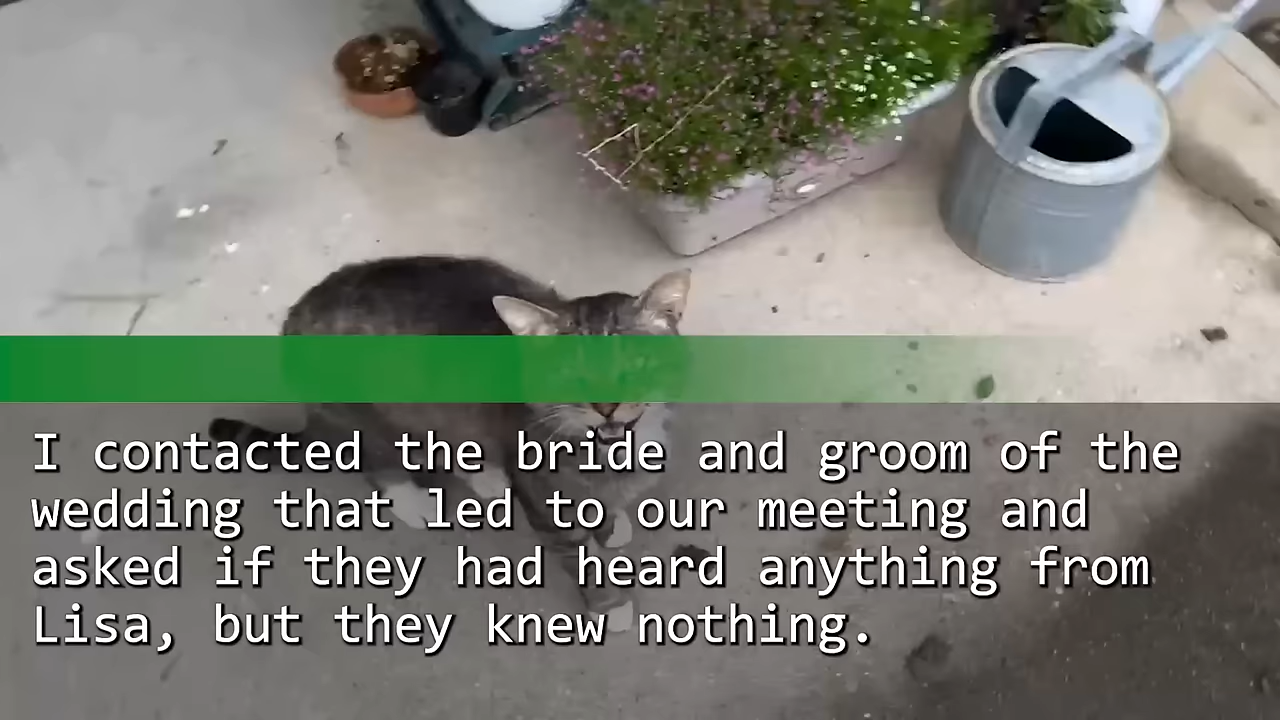 I contacted the bride and groom of the
wedding that led to our meeting and
asked if they had heard anything from
Lisa, but they knew nothing.